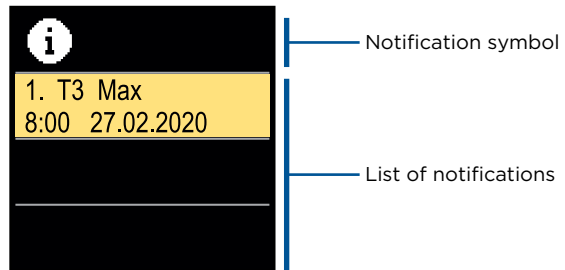 i
Notification symbol
1. T3 Max
8:00 27.02.2020
List of notifications